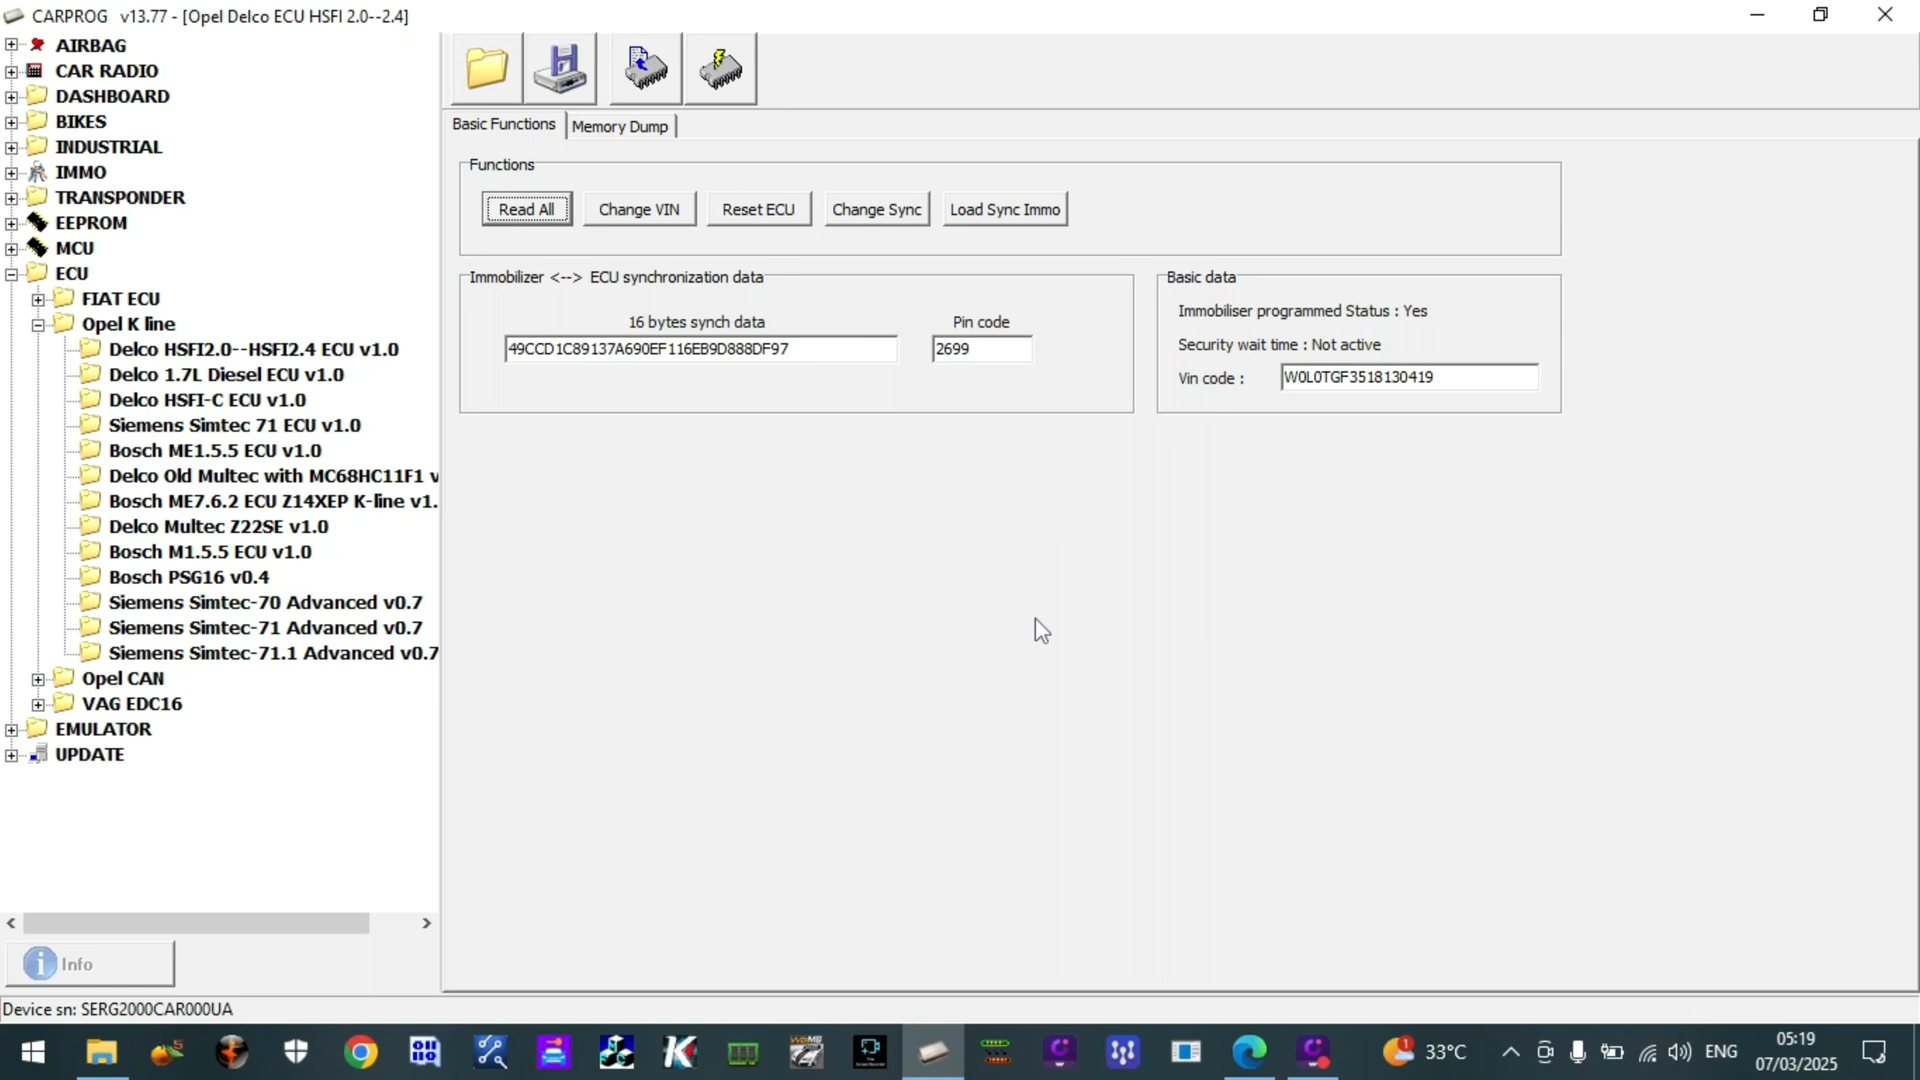 CARPROG v13.77 - [Opel Delco ECU HSFI 2.0--2.4]
AIRBAG
CAR RADIO
DASHBOARD
BIKES
INDUSTRIAL
IMMO
TRANSPONDER
EEPROM
MCU
ECU
FIAT ECU
Opel K line
Delco HSFI2.0--HSFI2.4 ECU v1.0
Delco 1.7L Diesel ECU v1.0
Delco HSFI-C ECU v1.0
Siemens Simtec 71 ECU v1.0
Bosch ME1.5.5 ECU v1.0
Delco Old Multec with MC68HC11F1 v
Bosch ME7.6.2 ECU Z14XEP K-line v1.
Delco Multec Z22SE v1.0
Bosch M1.5.5 ECU v1.0
Bosch PSG16 v0.4
Siemens Simtec-70 Advanced v0.7
Siemens Simtec-71 Advanced v0.7
Siemens Simtec-71.1 Advanced v0.7
Opel CAN
VAG EDC16
EMULATOR
UPDATE
Info
Device sn: SERG2000CAR000UA
Basic Functions Memory Dump
Functions
Read All Change VIN Reset ECU Change Sync Load Sync Immo
Immobilizer <--> ECU synchronization data
16 bytes synch data Pin code
49CCD1C89137A690EF116EB9D888DF97 2699
Basic data
Immobiliser programmed Status : Yes
Security wait time : Not active
Vin code : W0L0TGF3518130419
33°C ENG 05:19
07/03/2025